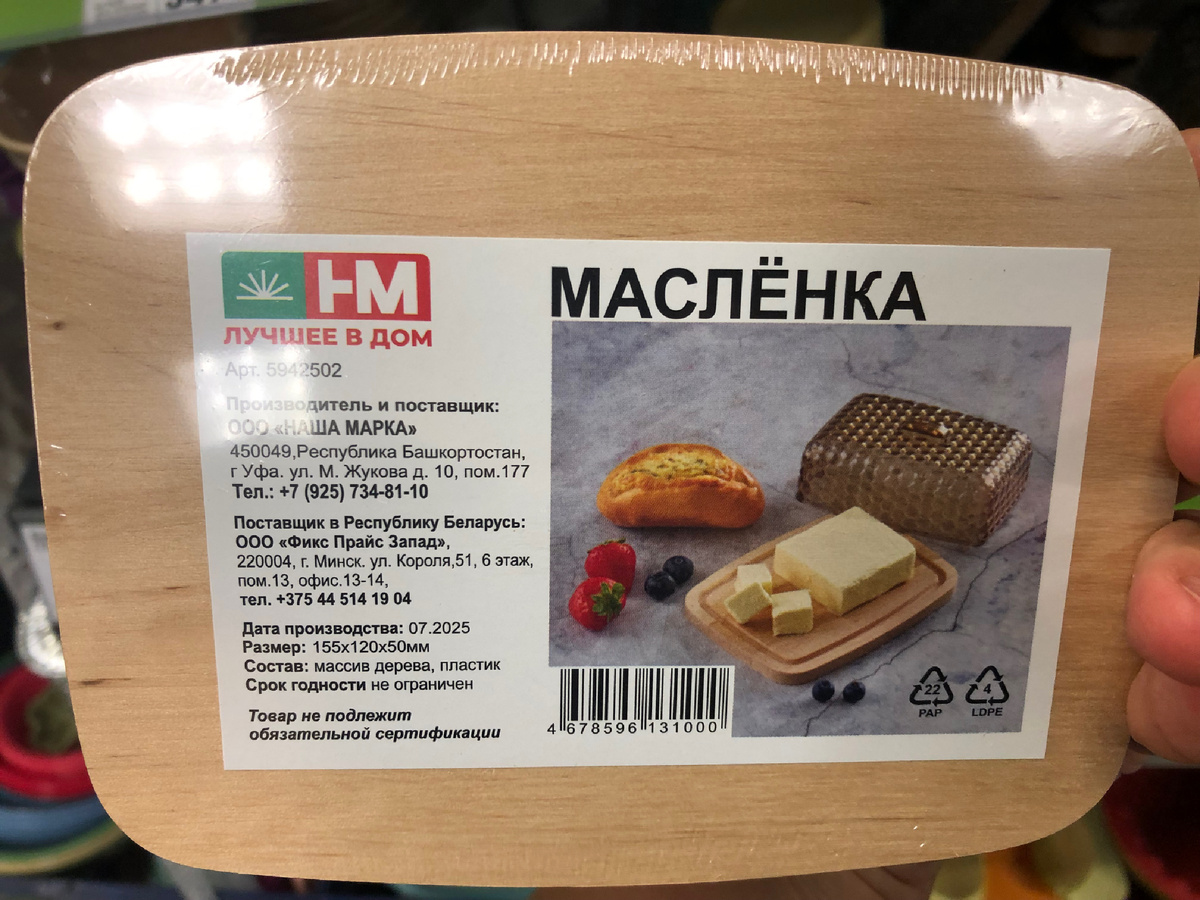 НМ
ЛУЧШЕЕ В ДОМ
Арт. 5942502
Производитель и поставщик:
ООО «НАША МАРКА»
450049,Республика Башкортостан,
г Уфа. ул. М. Жукова д. 10, пом.177
Тел.: +7 (925) 734-81-10
Поставщик в Республику Беларусь:
ООО «Фикс Прайс Запад»,
220004, г. Минск. ул. Короля,51, 6 этаж,
пом.13, офис.13-14,
тел. +375 44 514 19 04
Дата производства: 07.2025
Размер: 155х120х50мм
Состав: массив дерева, пластик
Срок годности не ограничен
Товар не подлежит
обязательной сертификации
МАСЛЁНКА
4 678596 131000
22
PAP
4
LDPE